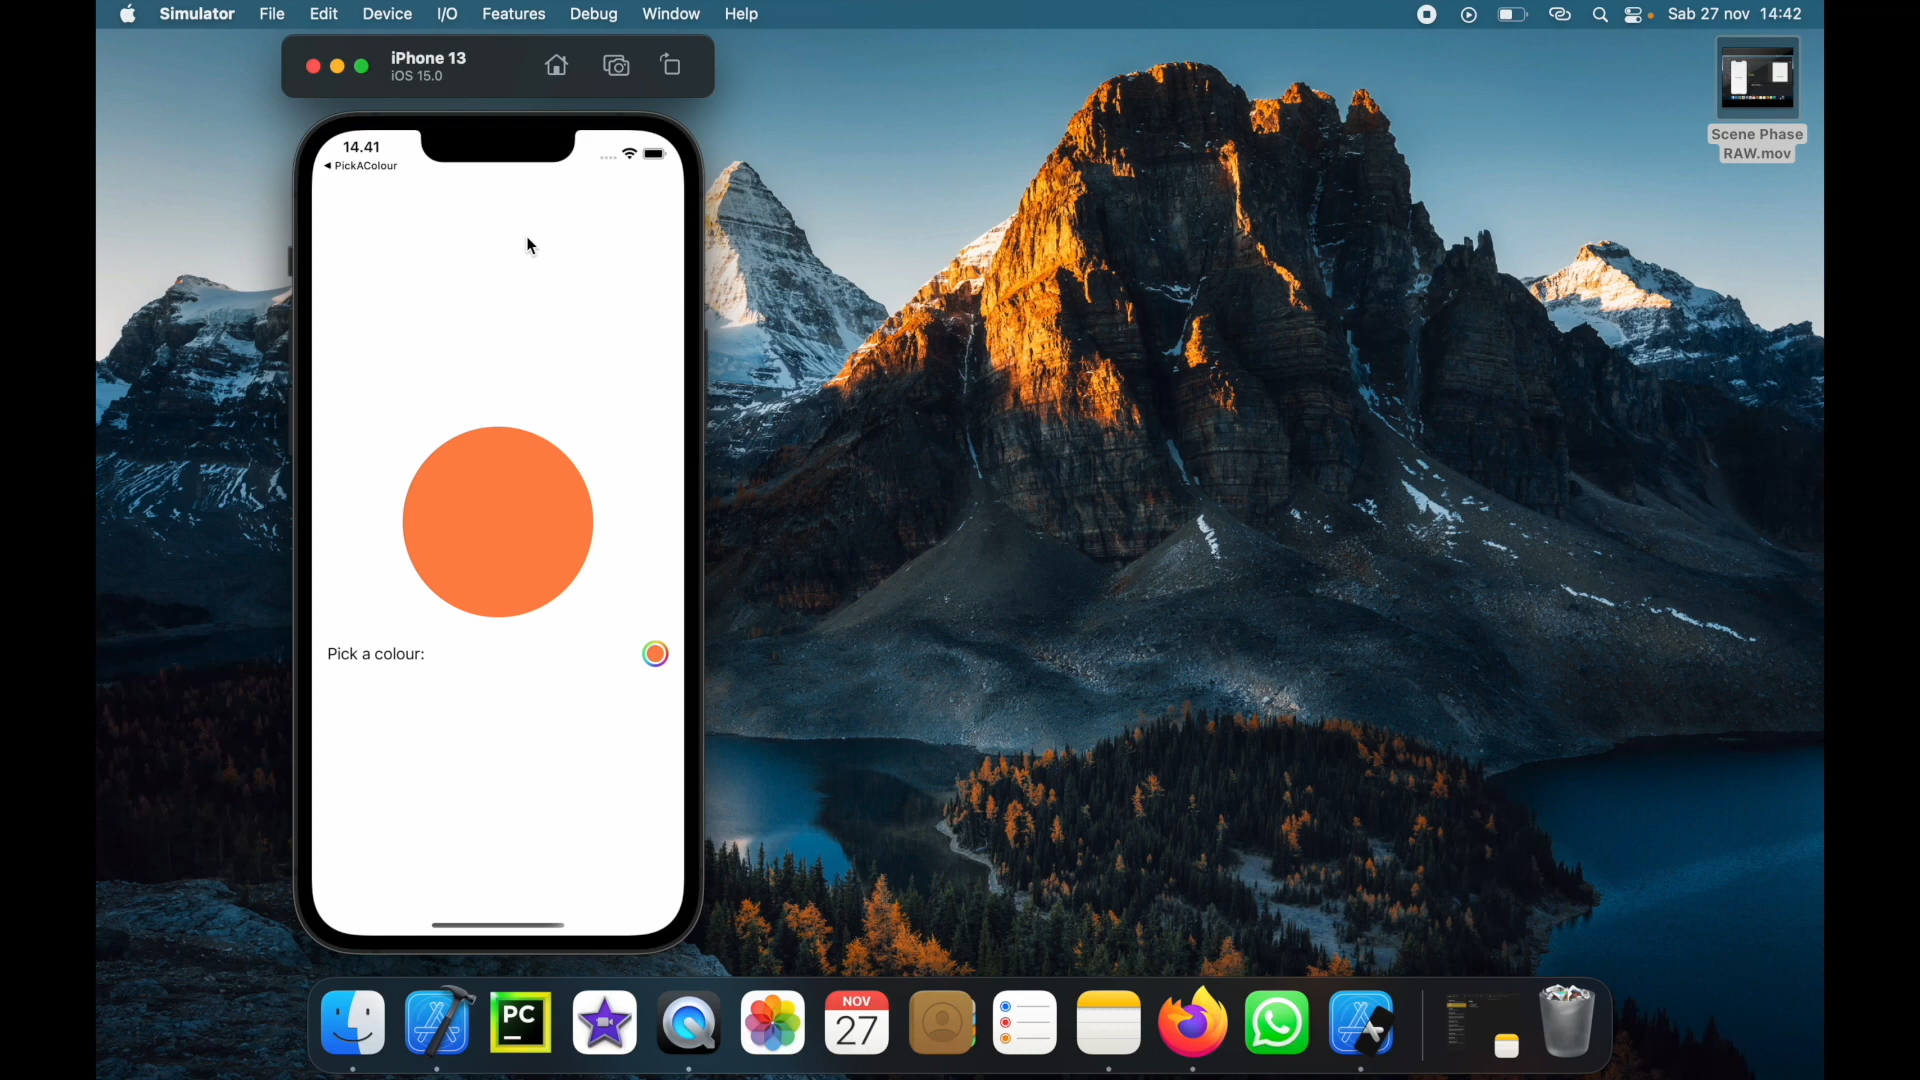 Simulator File Edit Device I/O Features Debug Window Help Sab 27 nov 14:42
iPhone 13
iOS 15.0
Scene Phase
RAW.mov
14.41
PickAColour
Pick a colour:
PC
NOV
27